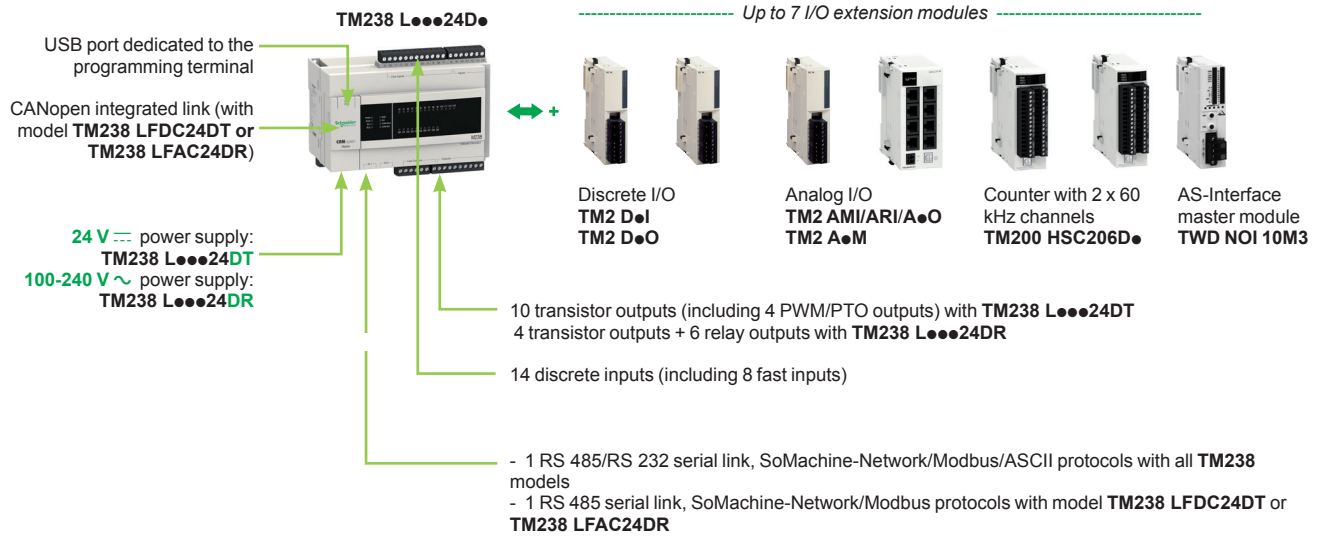 TM238 L●●●24D●
Up to 7 I/O extension modules
USB port dedicated to the
programming terminal
CANopen integrated link (with
model TM238 LFDC24DT or
TM238 LFAC24DR)
Discrete I/O
TM2 D●I
TM2 D●O
Analog I/O
TM2 AMI/ARI/A●O
TM2 A●M
Counter with 2 x 60
kHz channels
TM200 HSC206D●
AS-Interface
master module
TWD NOI 10M3
24 V ⎓ power supply:
TM238 L●●●24DT
100-240 V ~ power supply:
TM238 L●●●24DR
10 transistor outputs (including 4 PWM/PTO outputs) with TM238 L●●●24DT
4 transistor outputs + 6 relay outputs with TM238 L●●●24DR
14 discrete inputs (including 8 fast inputs)
- 1 RS 485/RS 232 serial link, SoMachine-Network/Modbus/ASCII protocols with all TM238
models
- 1 RS 485 serial link, SoMachine-Network/Modbus protocols with model TM238 LFDC24DT or
TM238 LFAC24DR